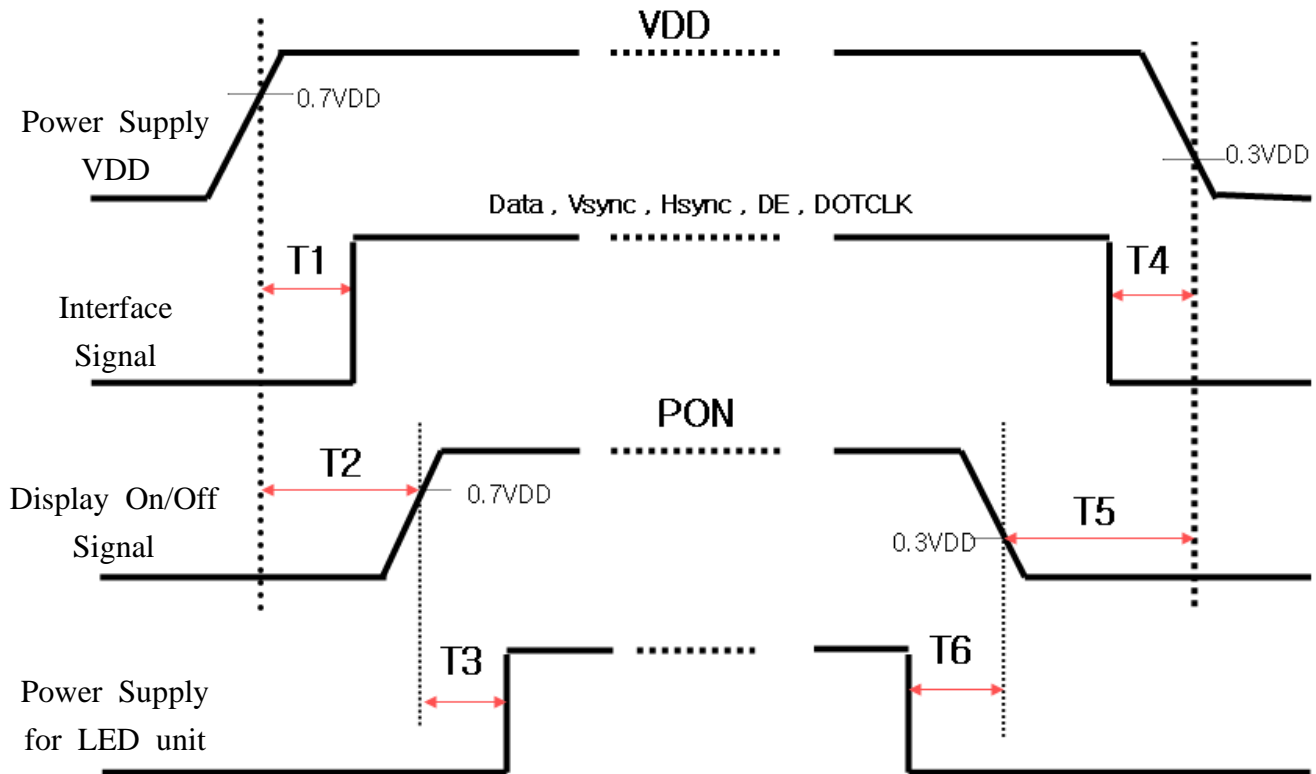 VDD
0.7VDD
Power Supply
VDD
0.3VDD
Data , Vsync , Hsync , DE , DOTCLK
T1
T4
Interface
Signal
PON
T2
0.7VDD
Display On/Off
Signal
0.3VDD
T5
T3
T6
Power Supply
for LED unit